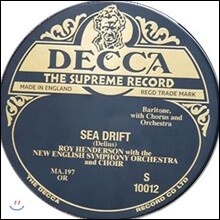 DECCA
THE SUPREME RECORD
MADE IN ENGLAND
REGD TRADE MARK
Baritone,
with Chorus and
Orchestra
SEA DRIFT
(Delius)
ROY HENDERSON with the
NEW ENGLISH SYMPHONY ORCHESTRA
and CHOIR
MA.197
OR
S
10012
THE DECCA RECORD CO LTD